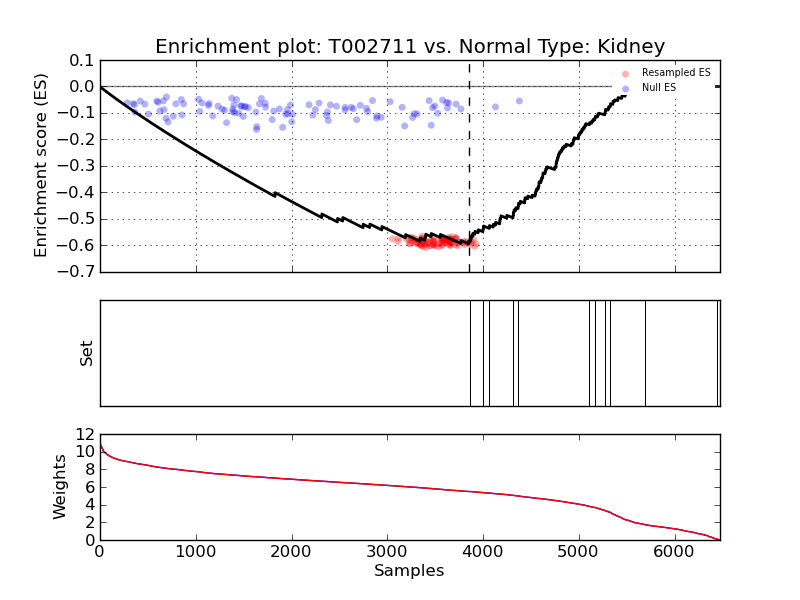 Enrichment plot: T002711 vs. Normal Type: Kidney
Enrichment score (ES)
0.1
0.0
−0.1
−0.2
−0.3
−0.4
−0.5
−0.6
−0.7
Resampled ES
Null ES
Set
Weights
12
10
8
6
4
2
0
0 1000 2000 3000 4000 5000 6000
Samples